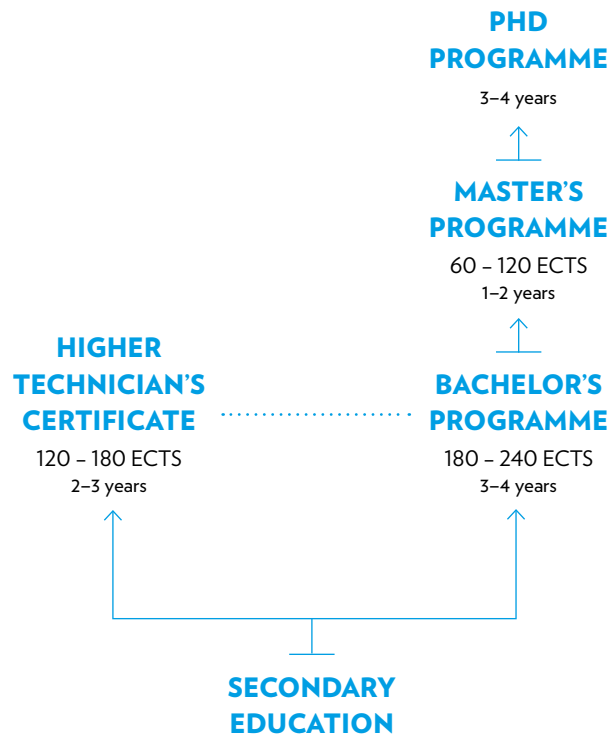 PHD
PROGRAMME
3–4 years
MASTER'S
PROGRAMME
60 – 120 ECTS
1–2 years
HIGHER
TECHNICIAN'S
CERTIFICATE
120 – 180 ECTS
2–3 years
BACHELOR'S
PROGRAMME
180 – 240 ECTS
3–4 years
SECONDARY
EDUCATION